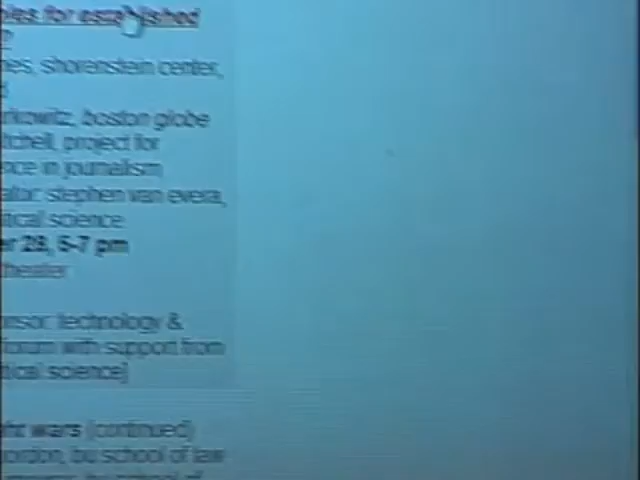 oles for established
?
nes, shorenstein center,
d
rkowitz, boston globe
tchell, project for
nce in journalism
ator: stephen van evera,
tical science
er 28, 5-7 pm
theater
nsor: technology &
forum with support from
tical science]
ht wars (continued)
gordon, bu school of law